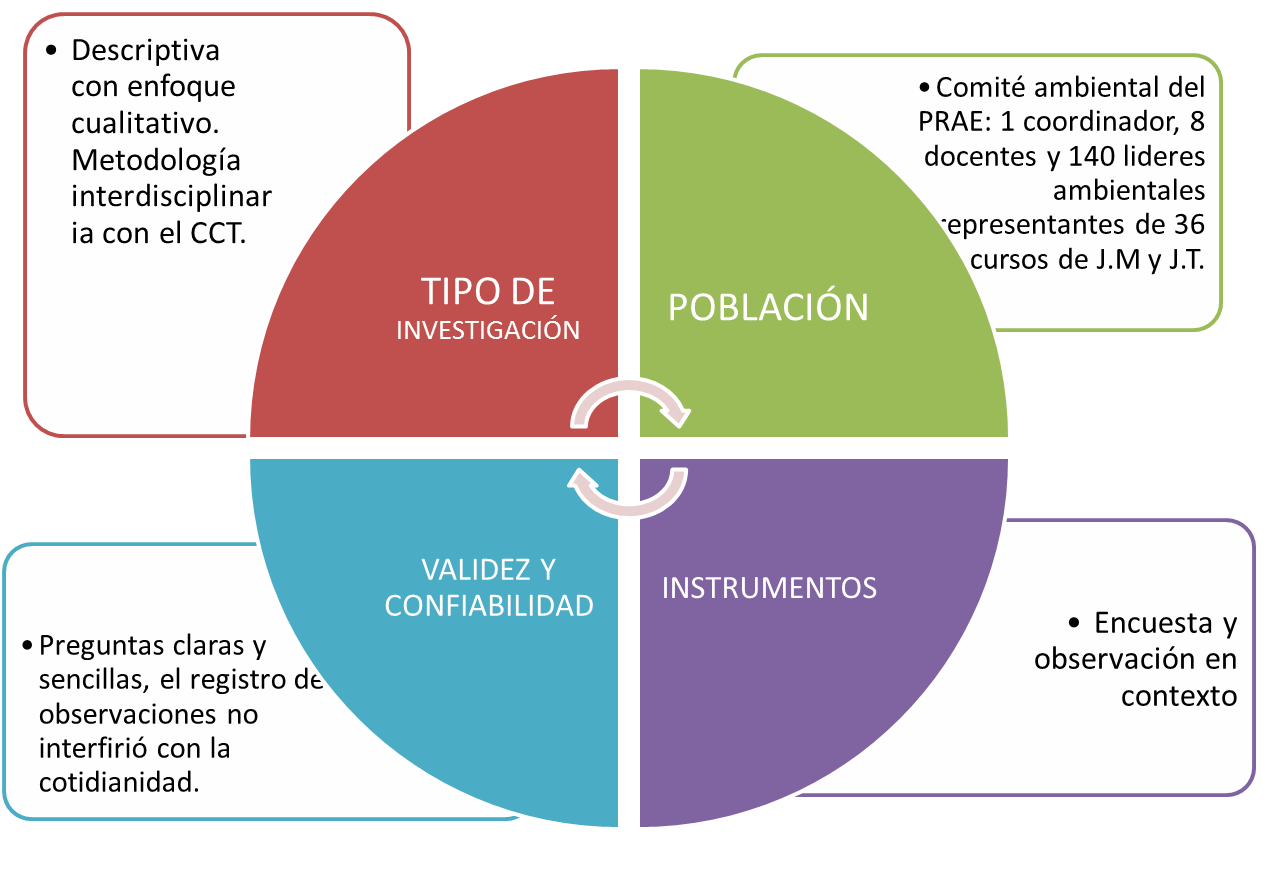 • Descriptiva
con enfoque
cualitativo.
Metodología
interdisciplinar
ia con el CCT.
TIPO DE
INVESTIGACIÓN
• Comité ambiental del
PRAE: 1 coordinador, 8
docentes y 140 lideres
ambientales
representantes de 36
cursos de J.M y J.T.
POBLACIÓN
VALIDEZ Y
CONFIABILIDAD
• Preguntas claras y
sencillas, el registro de
observaciones no
interfirió con la
cotidianidad.
INSTRUMENTOS
• Encuesta y
observación en
contexto